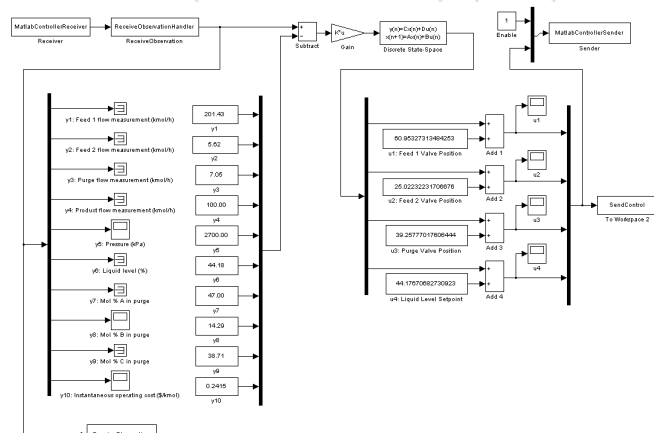 MatlabControllerReceiver
Receiver
ReceiveObservationHandler
ReceiveObservation
+
−
Subtract
K*u
Gain
y(n)=Cx(n)+Du(n)
x(n+1)=Ax(n)+Bu(n)
Discrete State-Space
1
Enable
MatlabControllerSender
Sender
y1: Feed 1 flow measurement (kmol/h)
y2: Feed 2 flow measurement (kmol/h)
y3: Purge flow measurement (kmol/h)
y4: Product flow measurement (kmol/h)
y5: Pressure (kPa)
y6: Liquid level (%)
y7: Mol % A in purge
y8: Mol % B in purge
y9: Mol % C in purge
y10: Instantaneous operating cost ($/kmol)
201.43
y1
5.62
y2
7.05
y3
100.00
y4
2700.00
y5
44.18
y6
47.00
y7
14.29
y8
38.71
y9
0.2415
y10
60.95327313484253
u1: Feed 1 Valve Position
+
+
Add 1
u1
25.02232231706676
u2: Feed 2 Valve Position
+
+
Add 2
u2
39.25777017606444
u3: Purge Valve Position
+
+
Add 3
u3
44.17670682730923
u4: Liquid Level Setpoint
+
+
Add 4
u4
SendControl
To Workspace 2